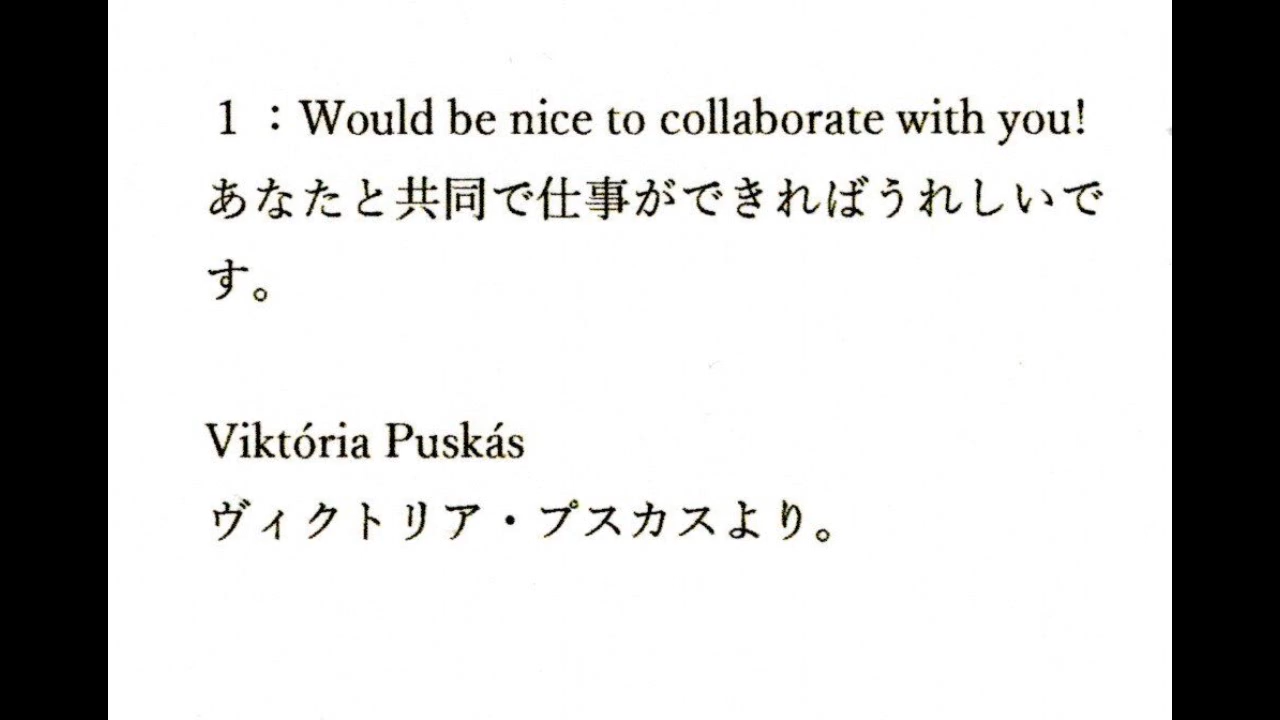 1 ：Would be nice to collaborate with you!
あなたと共同で仕事ができればうれしいで
す。
Viktória Puskás
ヴィクトリア・プスカスより。